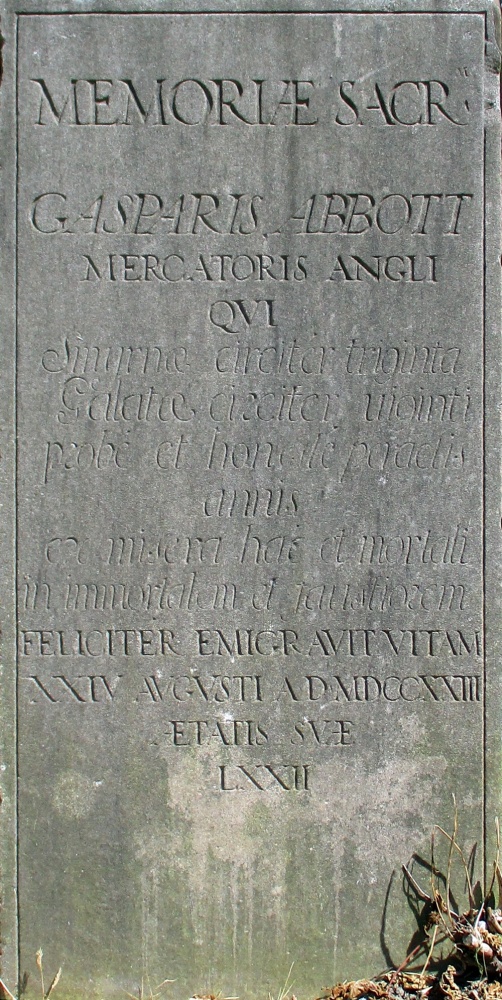 MEMORIÆ SACR:
GASPARIS ABBOTT
MERCATORIS ANGLI
QVI
Smyrnæ circiter triginta
Galatæ circiter viginti
probè et honestè peractis
annis
ex misera hac et mortali
in immortalem et faustiorem
FELICITER EMIGRAVIT VITAM
XXIV AVGVSTI A.D. MDCCXXIII
ÆTATIS SVÆ
LXXII